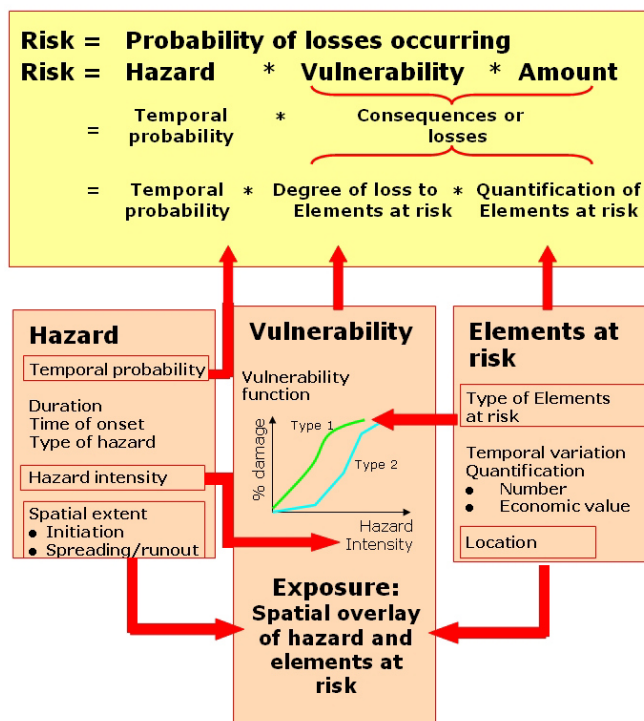 Risk = Probability of losses occurring
Risk = Hazard * Vulnerability * Amount
= Temporal probability * Consequences or losses
= Temporal probability * Degree of loss to Elements at risk * Quantification of Elements at risk
Hazard
Temporal probability
Duration
Time of onset
Type of hazard
Hazard intensity
Spatial extent
• Initiation
• Spreading/runout
Vulnerability
Vulnerability
function
% damage
Type 1
Type 2
Hazard
Intensity
Exposure:
Spatial overlay
of hazard and
elements at
risk
Elements at
risk
Type of Elements
at risk
Temporal variation
Quantification
• Number
• Economic value
Location